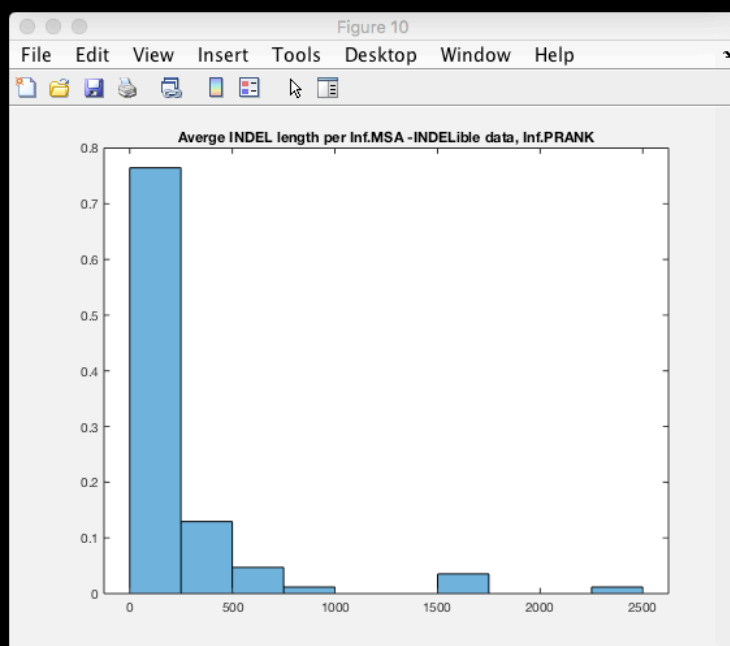 Figure 10
File Edit View Insert Tools Desktop Window Help
Averge INDEL length per Inf.MSA -INDELible data, Inf.PRANK
0.8
0.7
0.6
0.5
0.4
0.3
0.2
0.1
0
0 500 1000 1500 2000 2500